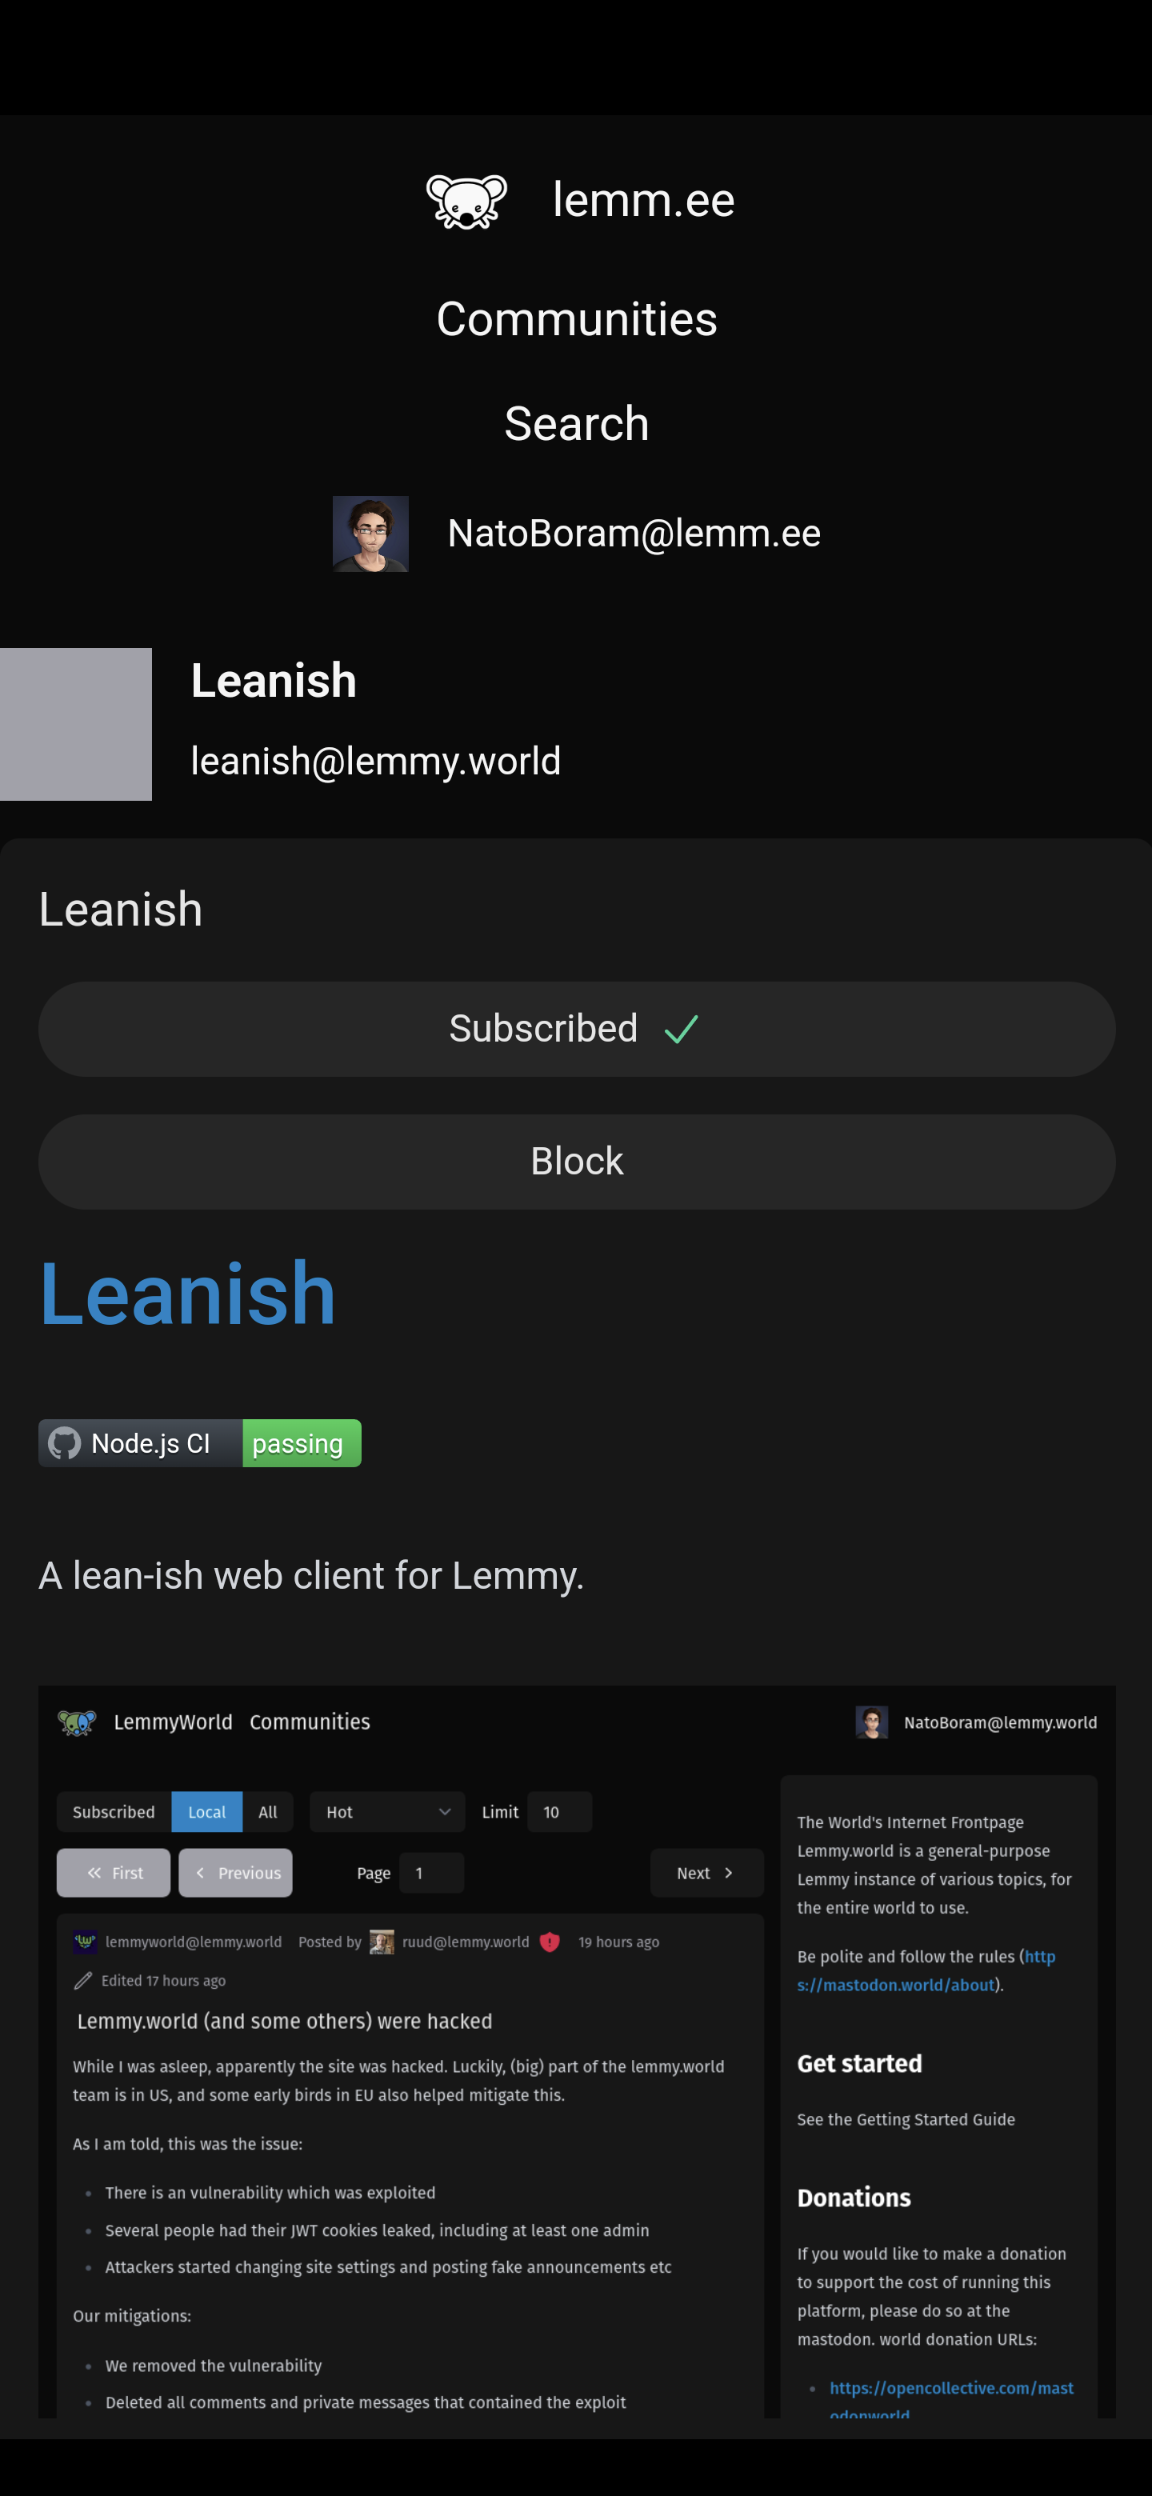 lemm.ee
Communities
Search
NatoBoram@lemm.ee
Leanish
leanish@lemmy.world
Leanish
Subscribed
Block
Leanish
Node.js CI passing
A lean-ish web client for Lemmy.
LemmyWorld Communities
NatoBoram@lemmy.world
Subscribed Local All Hot Limit 10
First Previous Page 1 Next
lemmyworld@lemmy.world Posted by ruud@lemmy.world 19 hours ago
Edited 17 hours ago
Lemmy.world (and some others) were hacked
While I was asleep, apparently the site was hacked. Luckily, (big) part of the lemmy.world
team is in US, and some early birds in EU also helped mitigate this.
As I am told, this was the issue:
There is an vulnerability which was exploited
Several people had their JWT cookies leaked, including at least one admin
Attackers started changing site settings and posting fake announcements etc
Our mitigations:
We removed the vulnerability
Deleted all comments and private messages that contained the exploit
The World's Internet Frontpage
Lemmy.world is a general-purpose
Lemmy instance of various topics, for
the entire world to use.
Be polite and follow the rules (http
s://mastodon.world/about).
Get started
See the Getting Started Guide
Donations
If you would like to make a donation
to support the cost of running this
platform, please do so at the
mastodon. world donation URLs:
https://opencollective.com/mast
odonworld